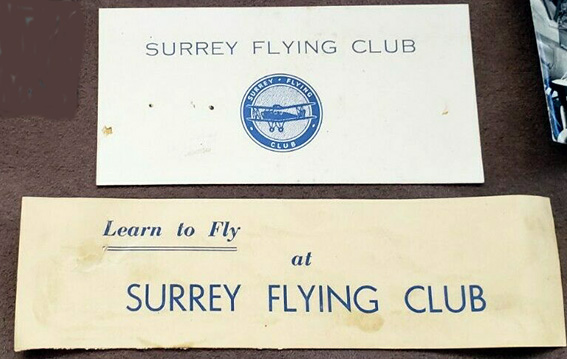 SURREY FLYING CLUB
SURREY • FLYING
CLUB
Learn to Fly
at
SURREY FLYING CLUB